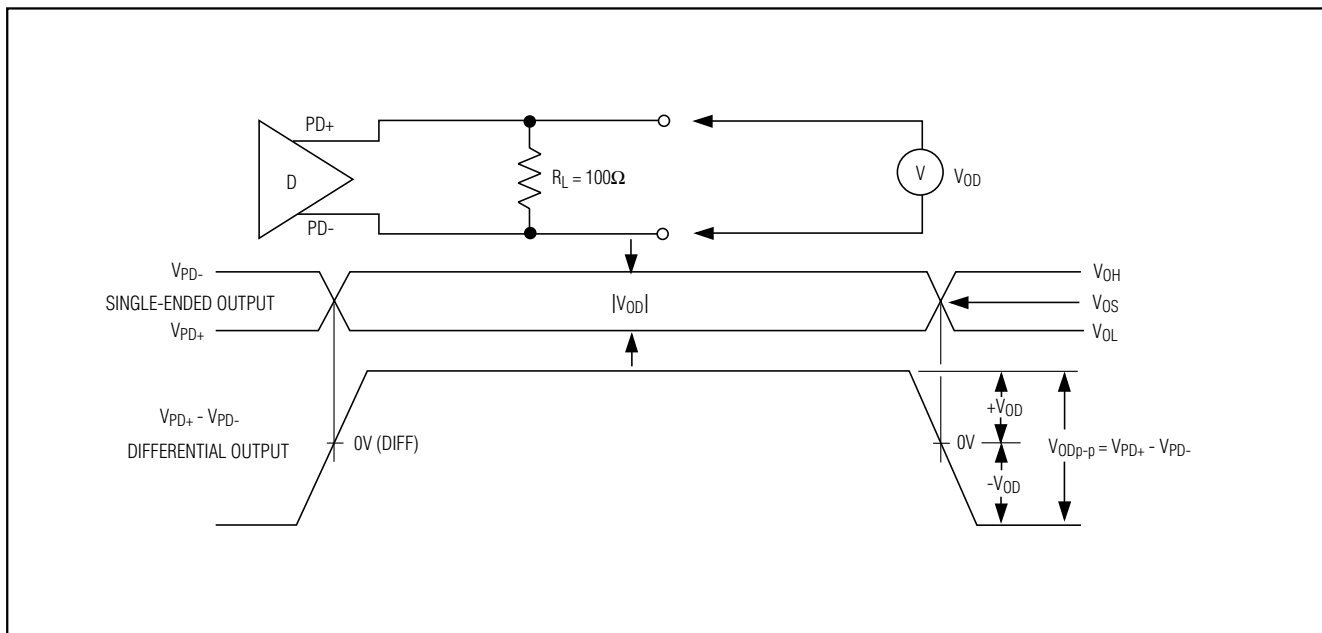 PD+
D
R_L = 100Ω
V
V_OD
PD-
V_PD-
V_OH
SINGLE-ENDED OUTPUT
|V_OD|
V_OS
V_PD+
V_OL
V_PD+ - V_PD-
+V_OD
DIFFERENTIAL OUTPUT
0V (DIFF)
0V
V_ODp-p = V_PD+ - V_PD-
-V_OD